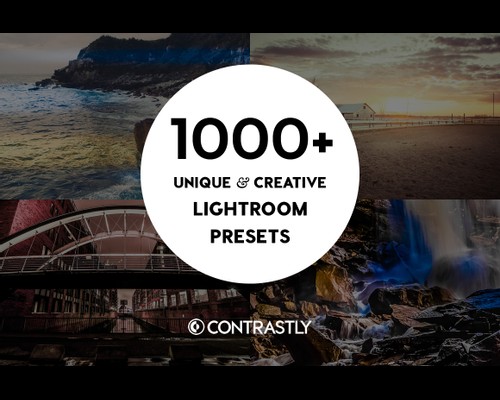 1000+
UNIQUE & CREATIVE
LIGHTROOM
PRESETS
CONTRASTLY